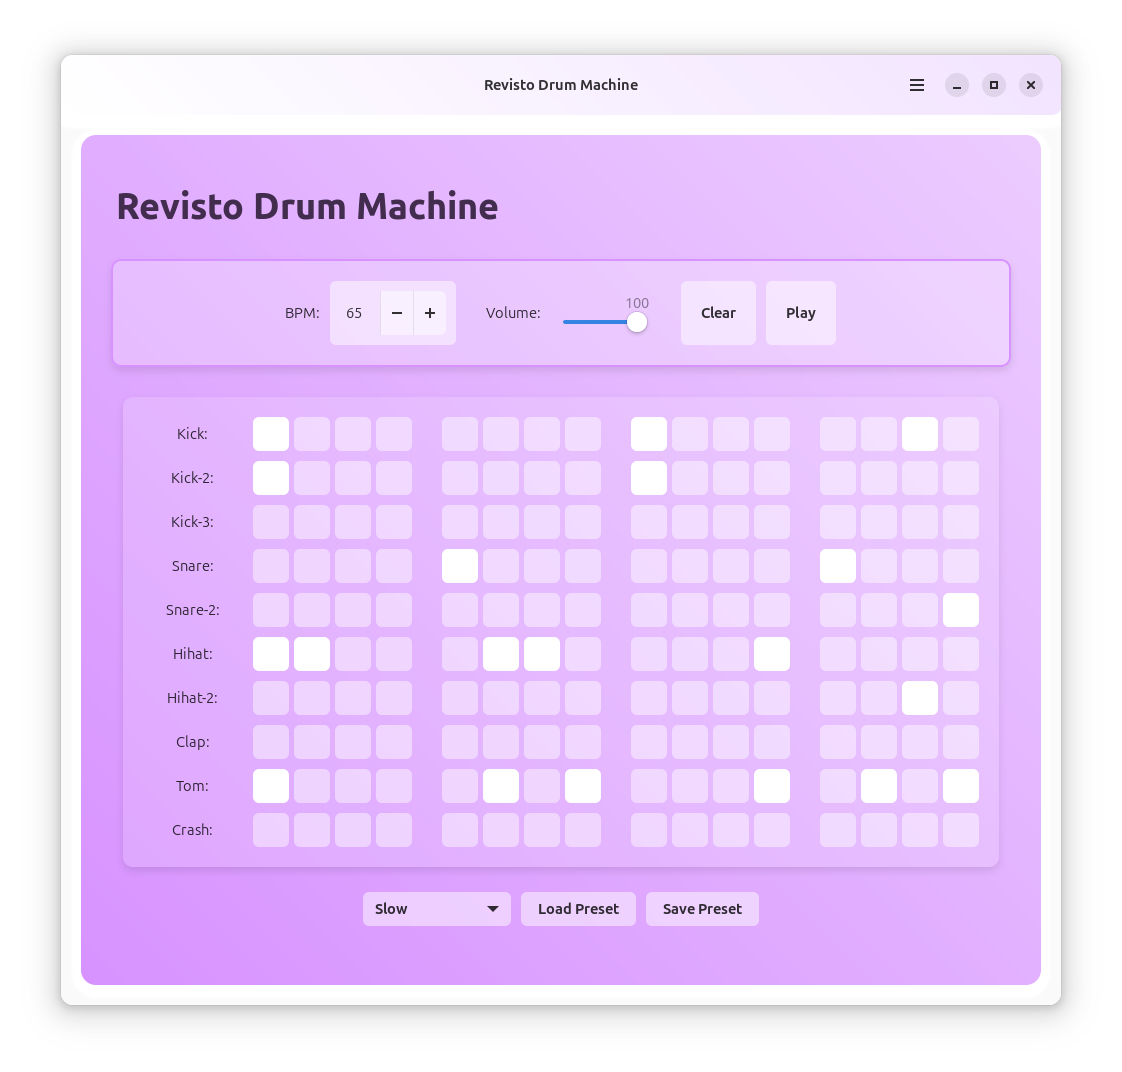 Revisto Drum Machine
Revisto Drum Machine
BPM: 65 − + Volume: 100 Clear Play
Kick:
Kick-2:
Kick-3:
Snare:
Snare-2:
Hihat:
Hihat-2:
Clap:
Tom:
Crash:
Slow Load Preset Save Preset